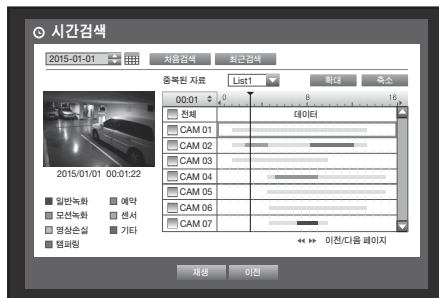 시간검색
2015-01-01 처음검색 최근검색
중복된 자료 List1 확대 축소
00:01 0 8 16
전체 데이터
CAM 01
CAM 02
CAM 03
CAM 04
CAM 05
CAM 06
CAM 07
2015/01/01 00:01:22
일반녹화 예약
모션녹화 센서
영상손실 기타
템퍼링
이전/다음 페이지
재생 이전